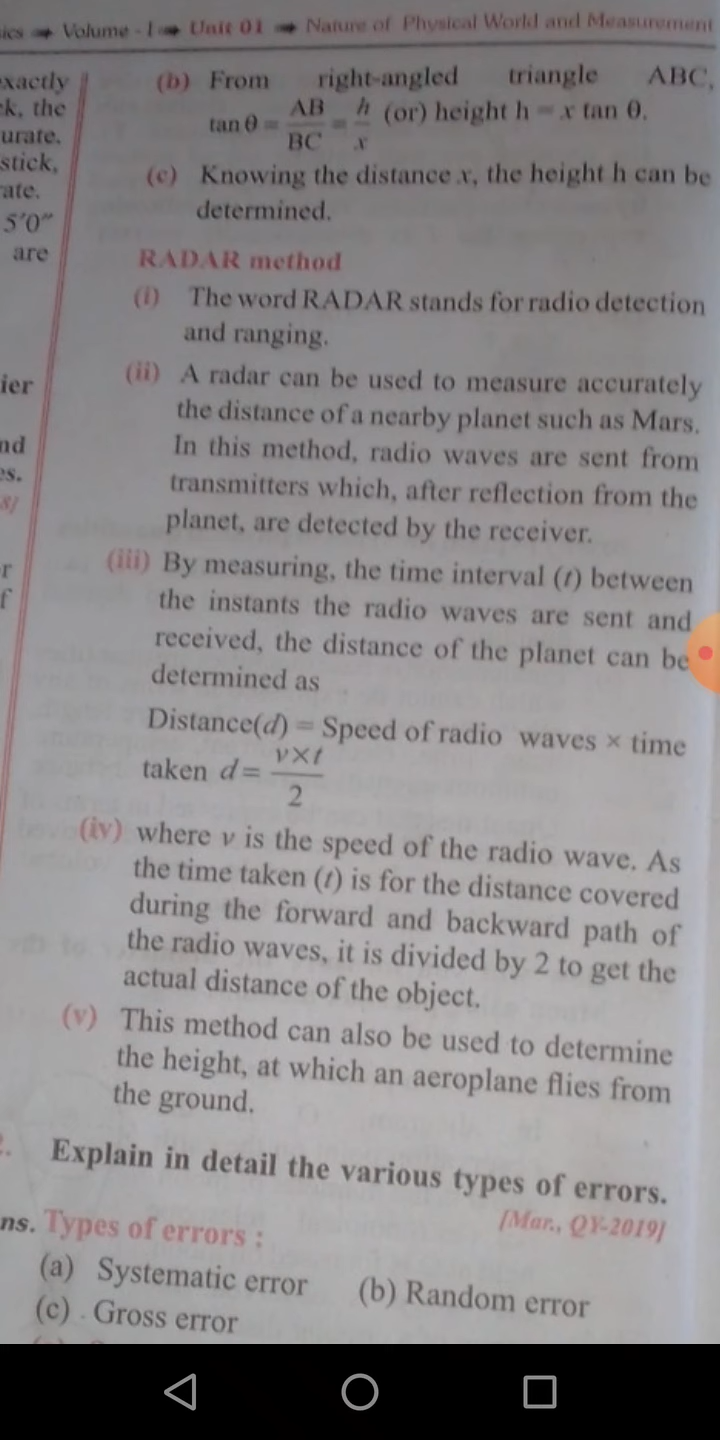 ics ➡ Volume - I ➡ Unit 01 ➡ Nature of Physical World and Measurement
exactly
ck, the
urate.
stick,
rate.
5′0″
are
ier
nd
es.
8]
r
f
(b) From right-angled triangle ABC,
tan θ = AB/BC = h/x (or) height h = x tan θ.
(c) Knowing the distance x, the height h can be
determined.
RADAR method
(i) The word RADAR stands for radio detection
and ranging.
(ii) A radar can be used to measure accurately
the distance of a nearby planet such as Mars.
In this method, radio waves are sent from
transmitters which, after reflection from the
planet, are detected by the receiver.
(iii) By measuring, the time interval (t) between
the instants the radio waves are sent and
received, the distance of the planet can be
determined as
Distance(d) = Speed of radio waves × time
taken d = v×t/2
(iv) where v is the speed of the radio wave. As
the time taken (t) is for the distance covered
during the forward and backward path of
the radio waves, it is divided by 2 to get the
actual distance of the object.
(v) This method can also be used to determine
the height, at which an aeroplane flies from
the ground.
Explain in detail the various types of errors.
[Mar., QY-2019]
ns. Types of errors :
(a) Systematic error (b) Random error
(c) Gross error